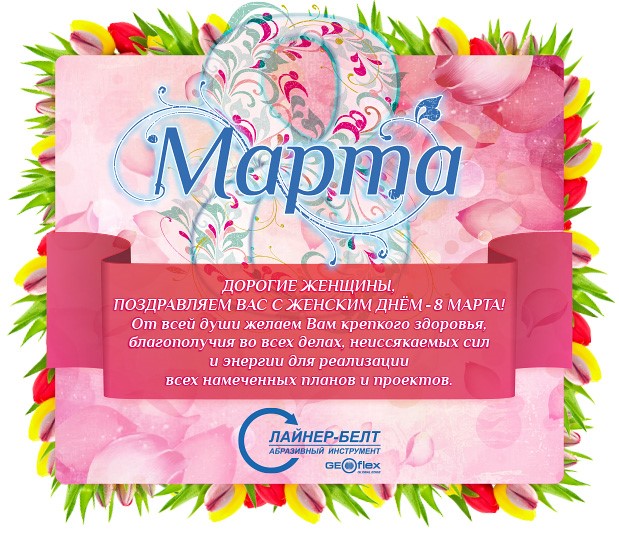 8
Марта
ДОРОГИЕ ЖЕНЩИНЫ,
ПОЗДРАВЛЯЕМ ВАС С ЖЕНСКИМ ДНЁМ - 8 МАРТА!
От всей души желаем Вам крепкого здоровья,
благополучия во всех делах, неиссякаемых сил
и энергии для реализации
всех намеченных планов и проектов.
ЛАЙНЕР-БЕЛТ
АБРАЗИВНЫЙ ИНСТРУМЕНТ
GEOflex